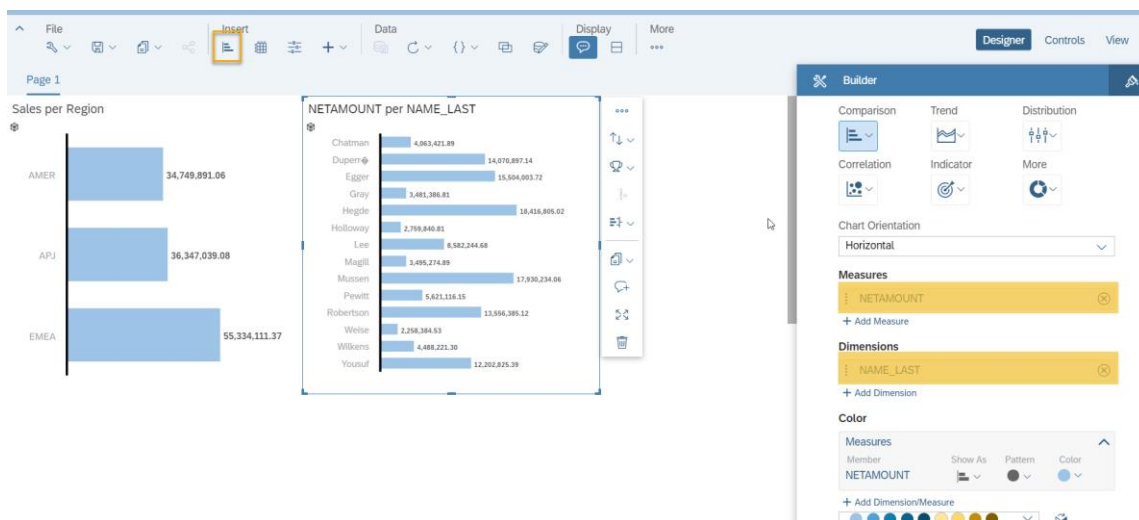 File Insert Data Display More
Designer Controls View
Page 1
Builder
Sales per Region
AMER 34,749,891.06
APJ 36,347,039.08
EMEA 55,334,111.37
NETAMOUNT per NAME_LAST
Chatman 4,063,421.89
Duperr� 14,070,897.14
Egger 15,504,003.72
Gray 3,481,386.81
Hegde 18,416,805.02
Holloway 2,759,840.81
Lee 8,582,244.68
Magill 3,495,274.89
Mussen 17,930,234.06
Pewitt 5,621,116.15
Robertson 13,556,385.12
Weise 2,258,384.53
Wilkens 4,488,221.30
Yousuf 12,202,825.39
Comparison Trend Distribution
Correlation Indicator More
Chart Orientation
Horizontal
Measures
NETAMOUNT
+ Add Measure
Dimensions
NAME_LAST
+ Add Dimension
Color
Measures
Member Show As Pattern Color
NETAMOUNT
+ Add Dimension/Measure